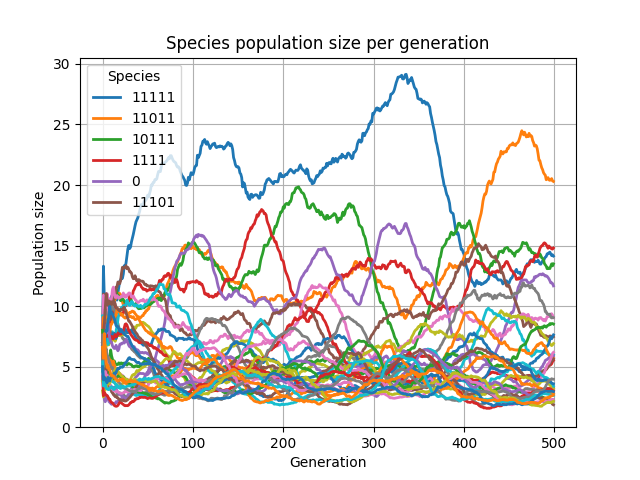 Species population size per generation
30
25
20
15
10
5
0
Population size
Species
11111
11011
10111
1111
0
11101
0 100 200 300 400 500
Generation